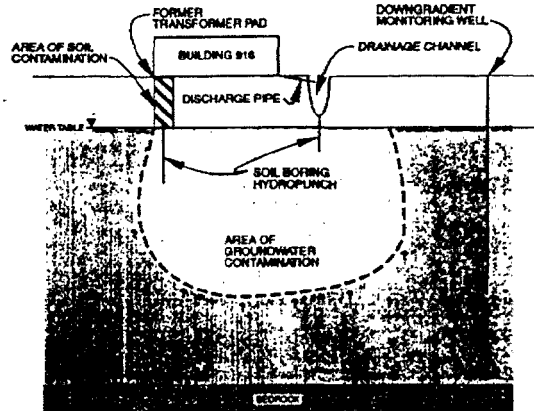 FORMER
TRANSFORMER PAD
DOWNGRADIENT
MONITORING WELL
AREA OF SOIL
CONTAMINATION
BUILDING 916
DRAINAGE CHANNEL
DISCHARGE PIPE
WATER TABLE
SOIL BORING
HYDROPUNCH
AREA OF
GROUNDWATER
CONTAMINATION
BEDROCK